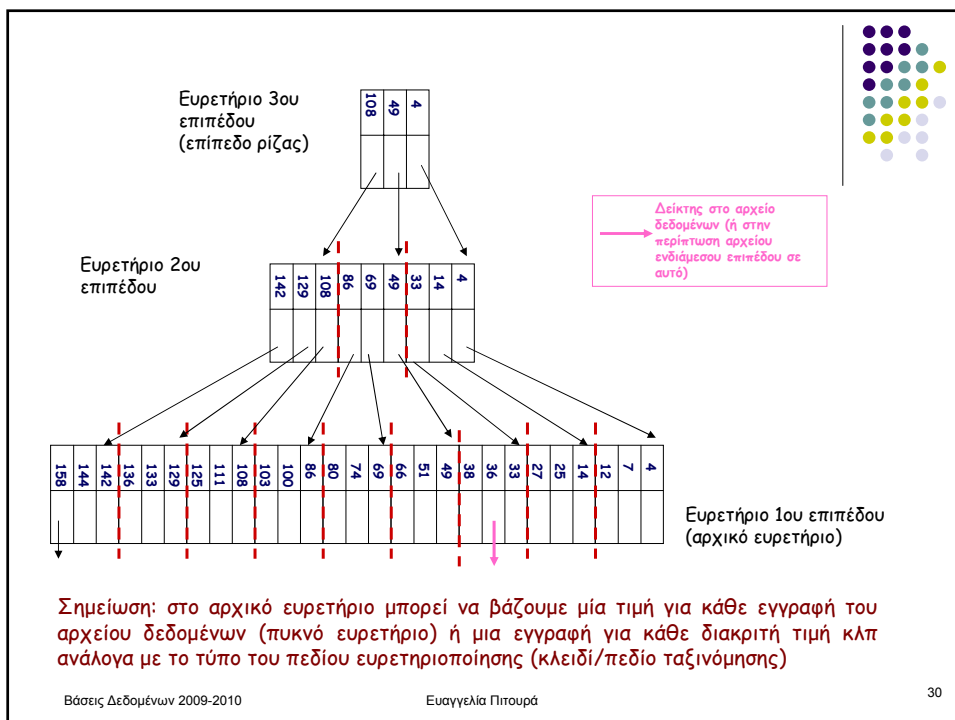 Ευρετήριο 3ου
επιπέδου
(επίπεδο ρίζας)
108 49 4
Δείκτης στο αρχείο
δεδομένων (ή στην
περίπτωση αρχείου
ενδιάμεσου επιπέδου σε
αυτό)
Ευρετήριο 2ου
επιπέδου
142 129 108 86 69 49 33 14 4
158 144 142 136 133 129 125 111 108 103 100 86 80 74 69 66 51 49 38 36 33 27 25 14 12 7 4
Ευρετήριο 1ου επιπέδου
(αρχικό ευρετήριο)
Σημείωση: στο αρχικό ευρετήριο μπορεί να βάζουμε μία τιμή για κάθε εγγραφή του
αρχείου δεδομένων (πυκνό ευρετήριο) ή μια εγγραφή για κάθε διακριτή τιμή κλπ
ανάλογα με το τύπο του πεδίου ευρετηριοποίησης (κλειδί/πεδίο ταξινόμησης)
Βάσεις Δεδομένων 2009-2010
Ευαγγελία Πιτουρά
30